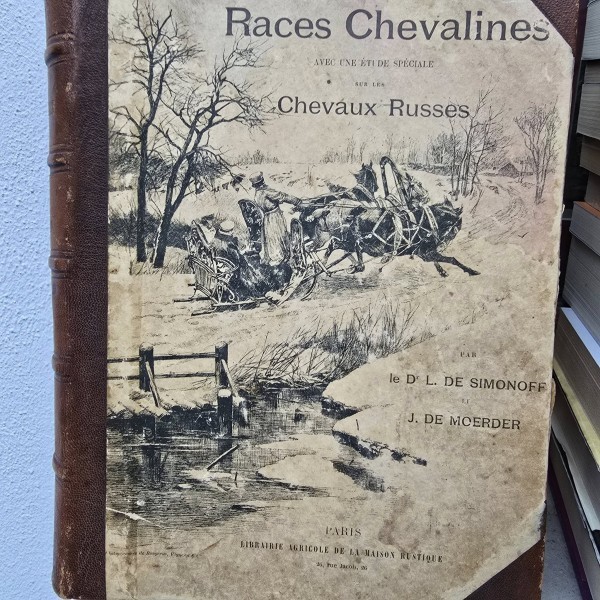 Races Chevalines
AVEC UNE ÉTUDE SPÉCIALE
SUR LES
Chevaux Russes
PAR
le Dr L. DE SIMONOFF
ET
J. DE MOERDER
PARIS
LIBRAIRIE AGRICOLE DE LA MAISON RUSTIQUE
26, RUE JACOB, 26